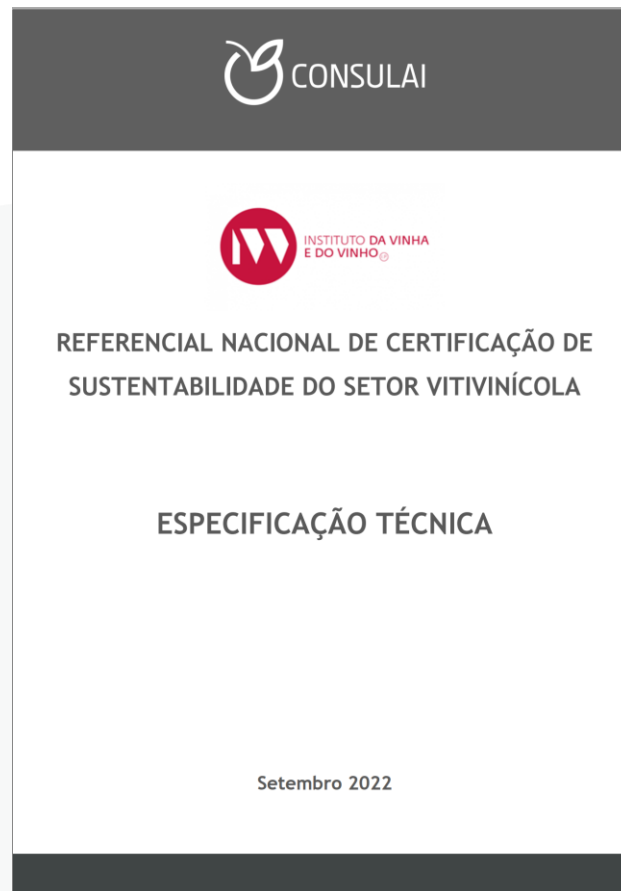 CONSULAI
INSTITUTO DA VINHA
E DO VINHO
REFERENCIAL NACIONAL DE CERTIFICAÇÃO DE
SUSTENTABILIDADE DO SETOR VITIVINÍCOLA
ESPECIFICAÇÃO TÉCNICA
Setembro 2022